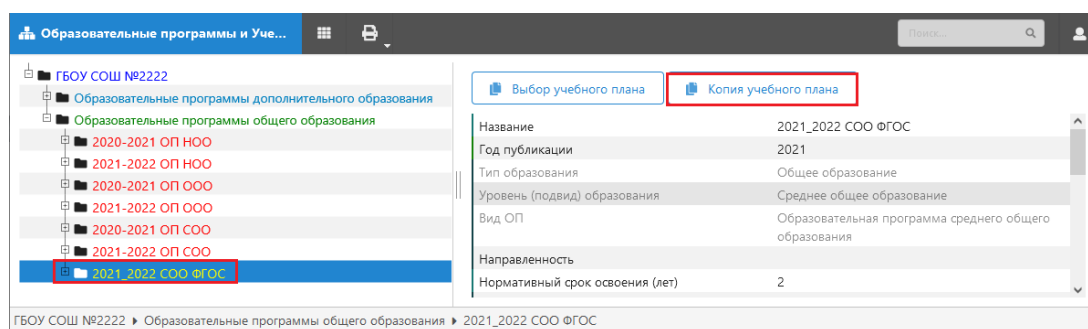 Образовательные программы и Уче...
Поиск...
ГБОУ СОШ №2222
Образовательные программы дополнительного образования
Образовательные программы общего образования
2020-2021 ОП НОО
2021-2022 ОП НОО
2020-2021 ОП ООО
2021-2022 ОП ООО
2020-2021 ОП СОО
2021-2022 ОП СОО
2021_2022 СОО ФГОС
Выбор учебного плана Копия учебного плана
Название 2021_2022 СОО ФГОС
Год публикации 2021
Тип образования Общее образование
Уровень (подвид) образования Среднее общее образование
Вид ОП Образовательная программа среднего общего
образования
Направленность
Нормативный срок освоения (лет) 2
ГБОУ СОШ №2222 ▸ Образовательные программы общего образования ▸ 2021_2022 СОО ФГОС